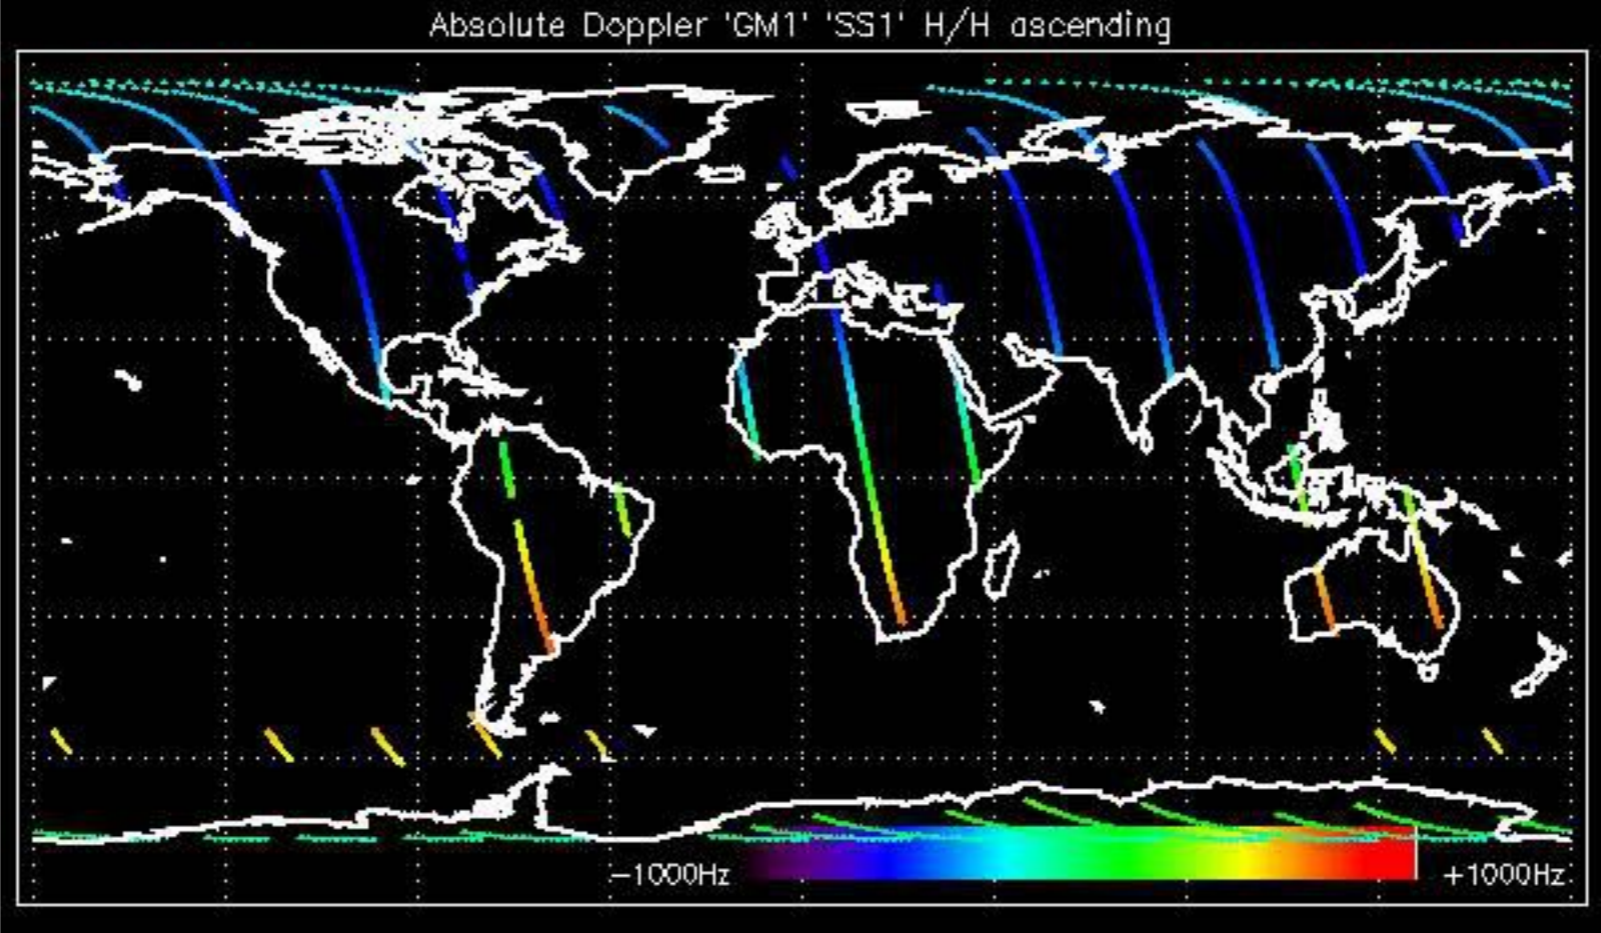 Absolute Doppler 'GM1' 'SS1' H/H ascending
−1000Hz +1000Hz